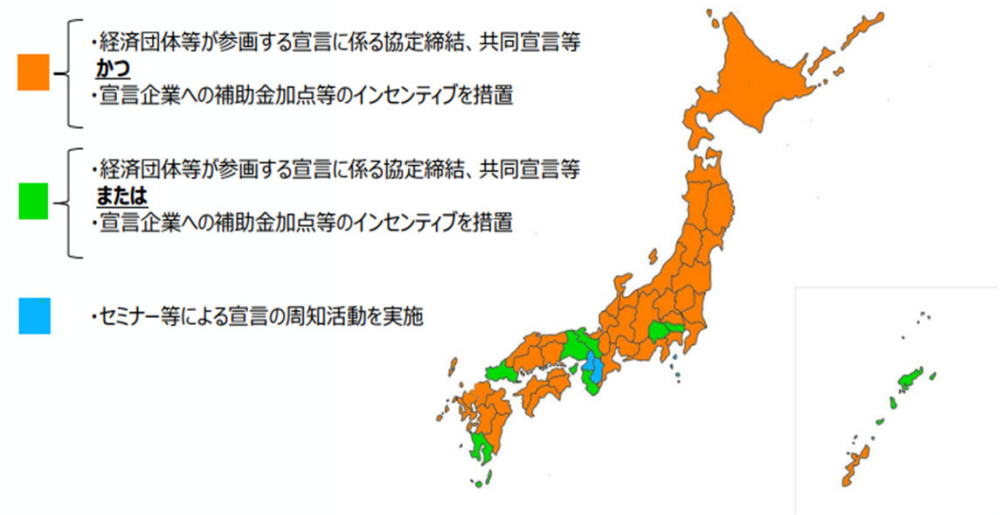 ・経済団体等が参画する宣言に係る協定締結、共同宣言等
かつ
・宣言企業への補助金加点等のインセンティブを措置
・経済団体等が参画する宣言に係る協定締結、共同宣言等
または
・宣言企業への補助金加点等のインセンティブを措置
・セミナー等による宣言の周知活動を実施